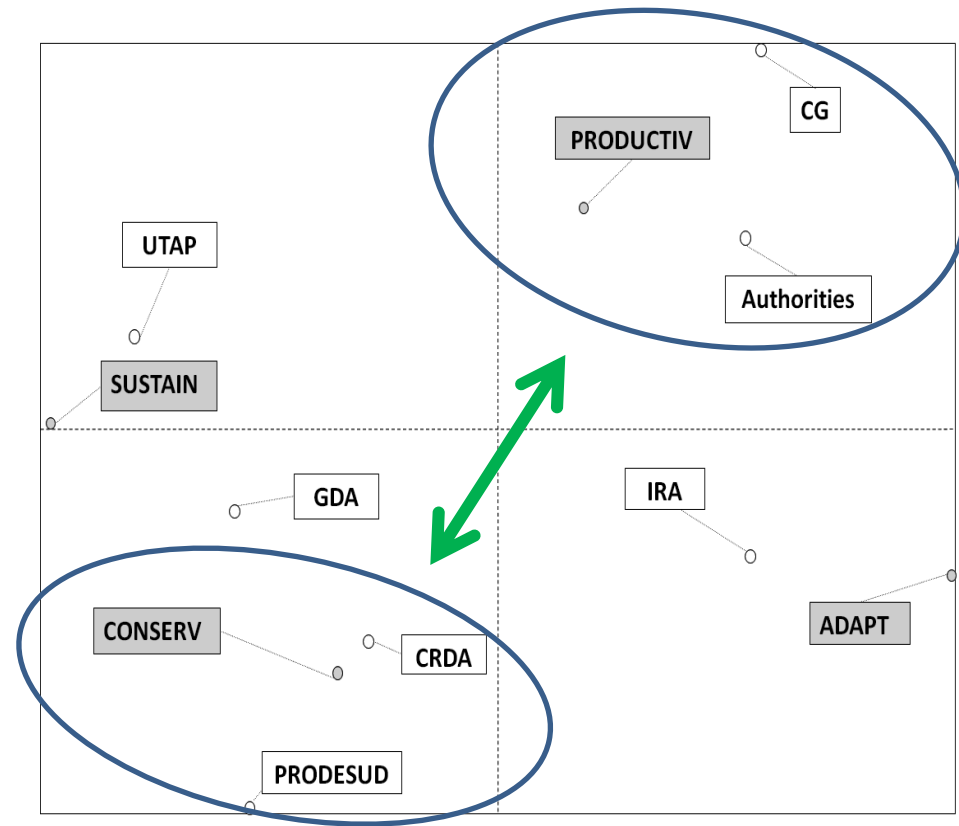 CG
PRODUCTIV
UTAP
Authorities
SUSTAIN
GDA
IRA
CONSERV
ADAPT
CRDA
PRODESUD